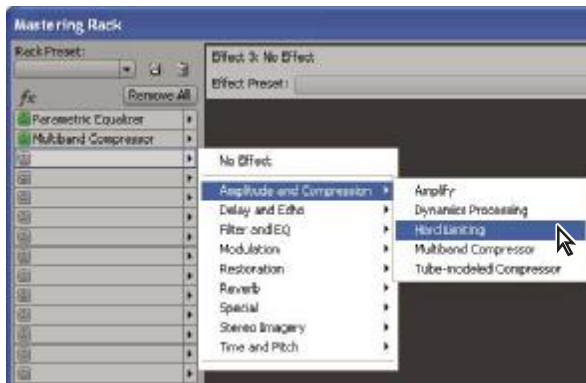 Mastering Rack
Rack Preset:
Effect 3: No Effect
Effect Preset:
fx
Remove All
Parametric Equalizer
Multiband Compressor
No Effect
Amplitude and Compression
Delay and Echo
Filter and EQ
Modulation
Restoration
Reverb
Special
Stereo Imagery
Time and Pitch
Amplify
Dynamics Processing
Hard Limiting
Multiband Compressor
Tube-modeled Compressor